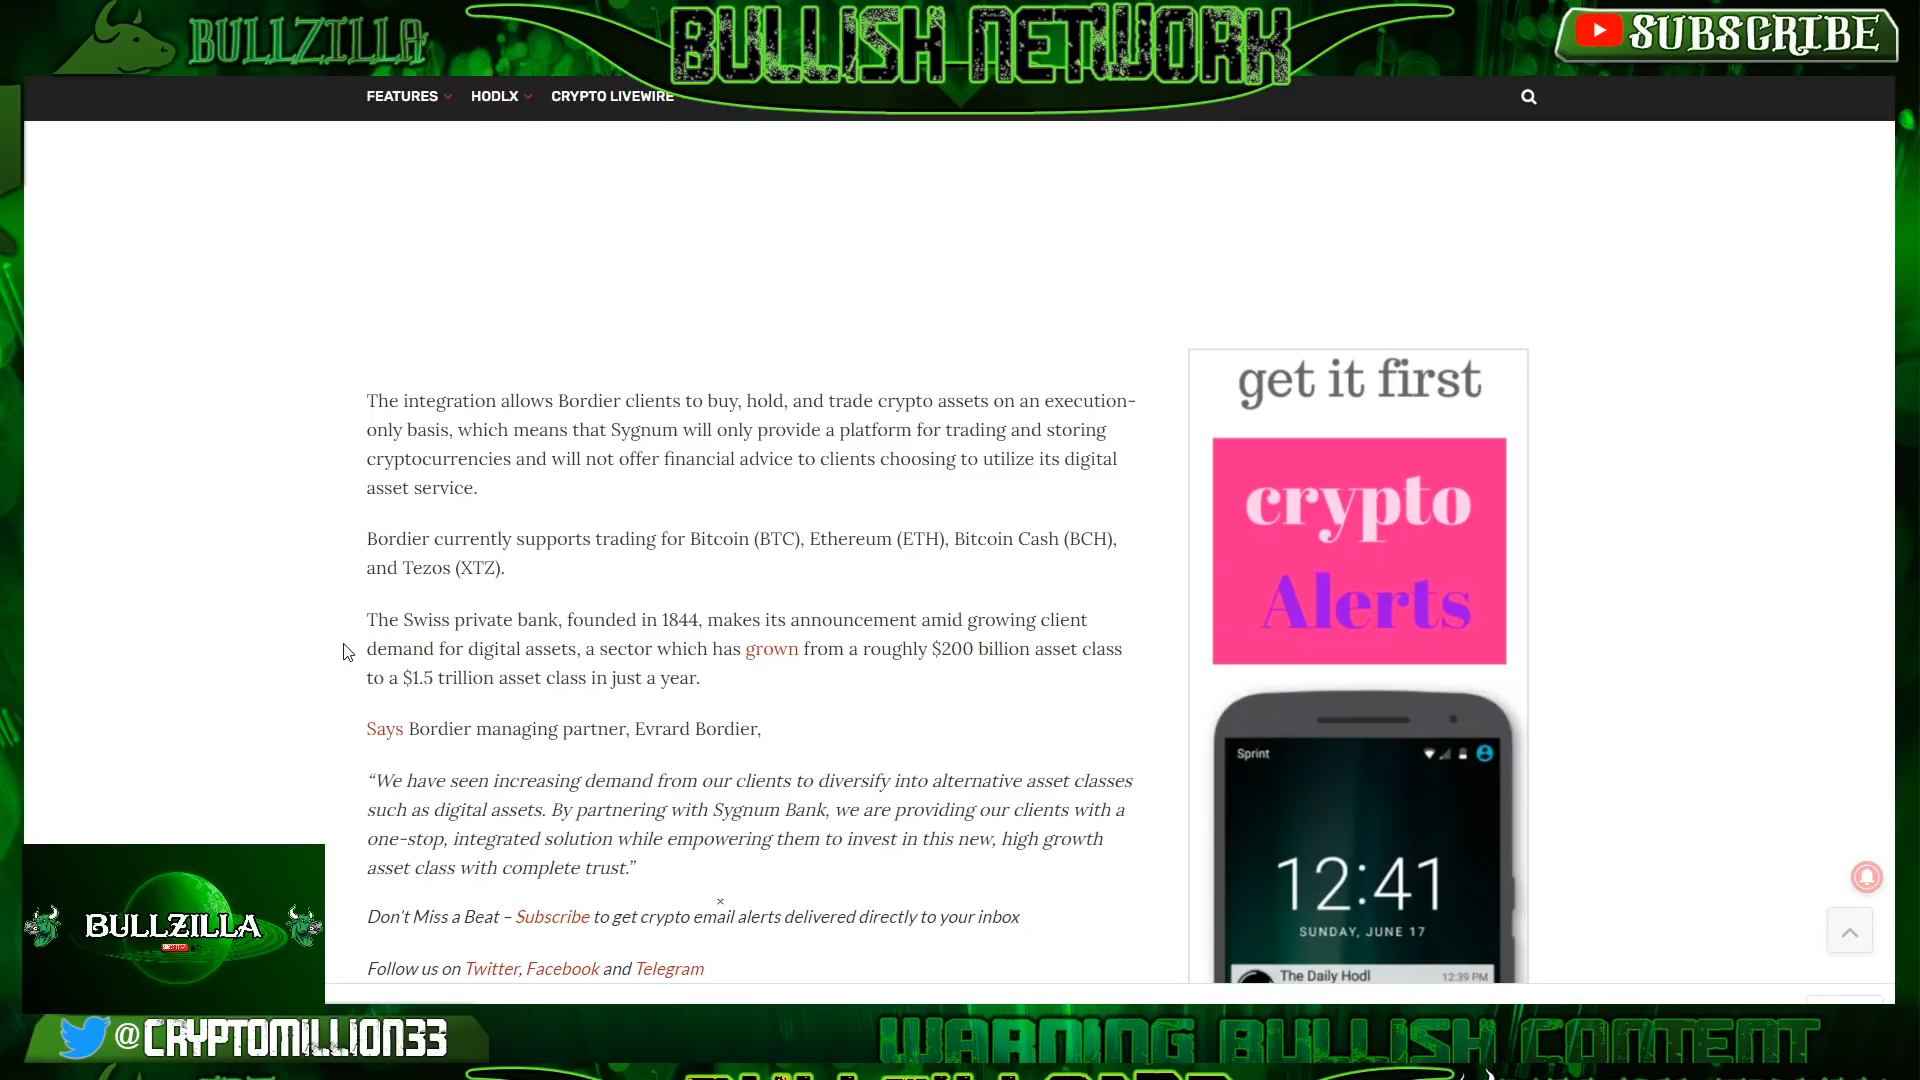 BULLZILLA
BULLISH NETWORK
SUBSCRIBE
FEATURES HODLX CRYPTO LIVEWIRE
The integration allows Bordier clients to buy, hold, and trade crypto assets on an execution-
only basis, which means that Sygnum will only provide a platform for trading and storing
cryptocurrencies and will not offer financial advice to clients choosing to utilize its digital
asset service.
Bordier currently supports trading for Bitcoin (BTC), Ethereum (ETH), Bitcoin Cash (BCH),
and Tezos (XTZ).
The Swiss private bank, founded in 1844, makes its announcement amid growing client
demand for digital assets, a sector which has grown from a roughly $200 billion asset class
to a $1.5 trillion asset class in just a year.
Says Bordier managing partner, Evrard Bordier,
“We have seen increasing demand from our clients to diversify into alternative asset classes
such as digital assets. By partnering with Sygnum Bank, we are providing our clients with a
one-stop, integrated solution while empowering them to invest in this new, high growth
asset class with complete trust.”
Don't Miss a Beat – Subscribe to get crypto email alerts delivered directly to your inbox
Follow us on Twitter, Facebook and Telegram
get it first
crypto
Alerts
Sprint
12:41
SUNDAY, JUNE 17
The Daily Hodl 12:39 PM
BULLZILLA
@CRYPTOMILLION33
WARNING BULLISH CONTENT